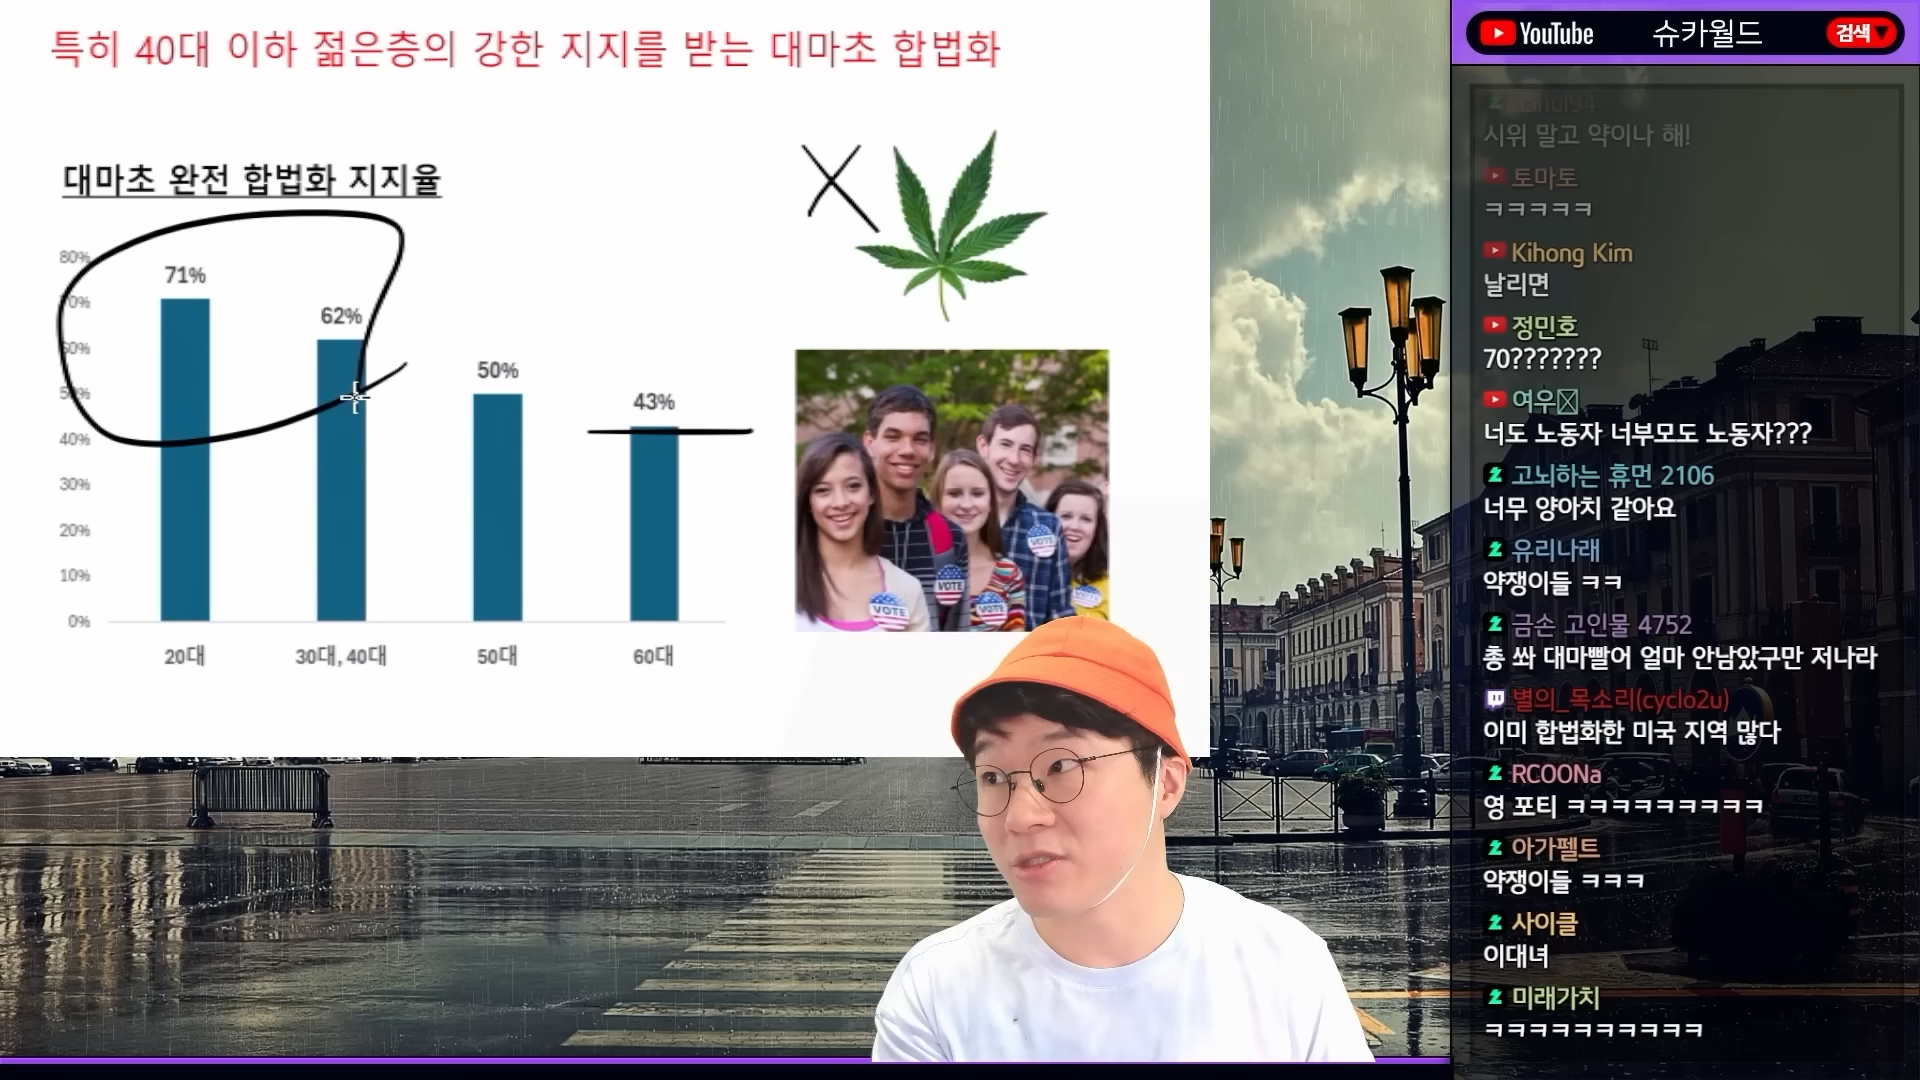 특히 40대 이하 젊은층의 강한 지지를 받는 대마초 합법화
대마초 완전 합법화 지지율
80%
71%
62%
50%
43%
40%
30%
20%
10%
0%
20대
30대, 40대
50대
60대
VOTE
VOTE
VOTE
VOTE
VOTE
YouTube
슈카월드
검색
시위 말고 약이나 해!
토마토
ㅋㅋㅋㅋㅋ
Kihong Kim
날리면
정민호
70???????
여우
너도 노동자 너부모도 노동자???
고뇌하는 휴먼 2106
너무 양아치 같아요
유리나래
약쟁이들 ㅋㅋ
금손 고인물 4752
총 쏴 대마빨어 얼마 안남았구만 저나라
별의_목소리(cyclo2u)
이미 합법화한 미국 지역 많다
RCOONa
영 포티 ㅋㅋㅋㅋㅋㅋㅋㅋㅋ
아가펠트
약쟁이들 ㅋㅋㅋ
사이클
이대녀
미래가치
ㅋㅋㅋㅋㅋㅋㅋㅋㅋㅋ